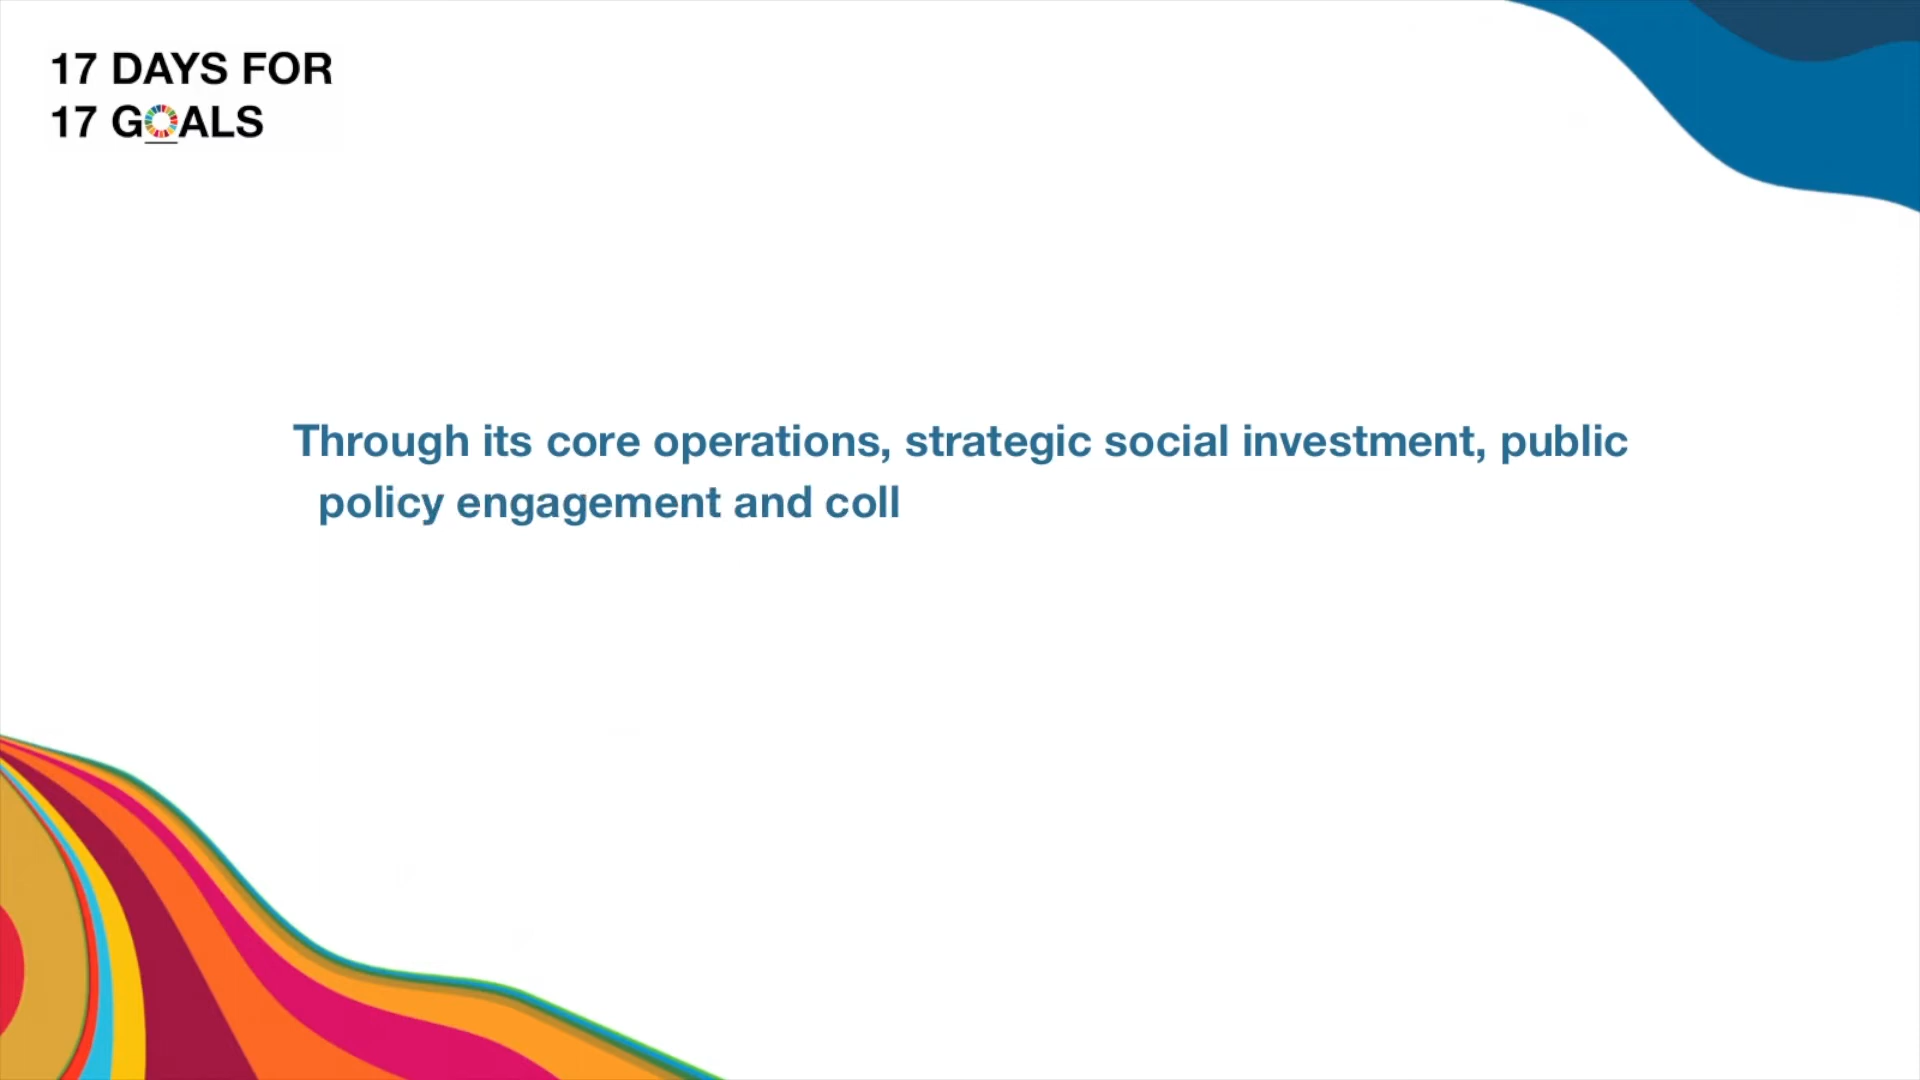 17 DAYS FOR
17 GOALS
Through its core operations, strategic social investment, public
policy engagement and coll